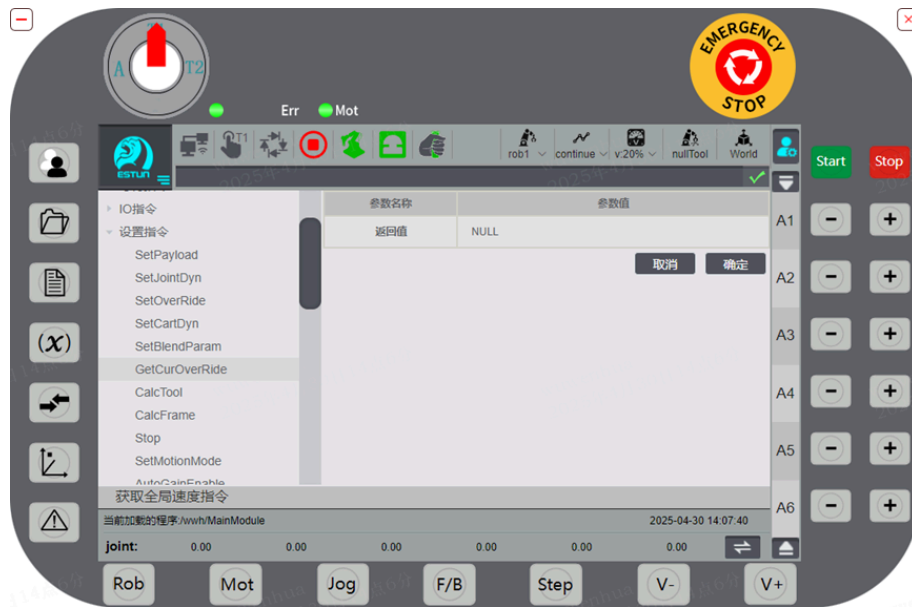 EMERGENCY
STOP
A
T2
Err
Mot
ESTUN
T1
rob1
continue
v:20%
nullTool
World
Start
Stop
IO指令
设置指令
SetPayload
SetJointDyn
SetOverRide
SetCartDyn
SetBlendParam
GetCurOverRide
CalcTool
CalcFrame
Stop
SetMotionMode
AutoGainEnable
参数名称
参数值
返回值
NULL
取消
确定
A1
A2
A3
A4
A5
A6
获取全局速度指令
当前加载的程序:/wwh/MainModule
2025-04-30 14:07:40
joint:
0.00
0.00
0.00
0.00
0.00
0.00
Rob
Mot
Jog
F/B
Step
V-
V+
(x)